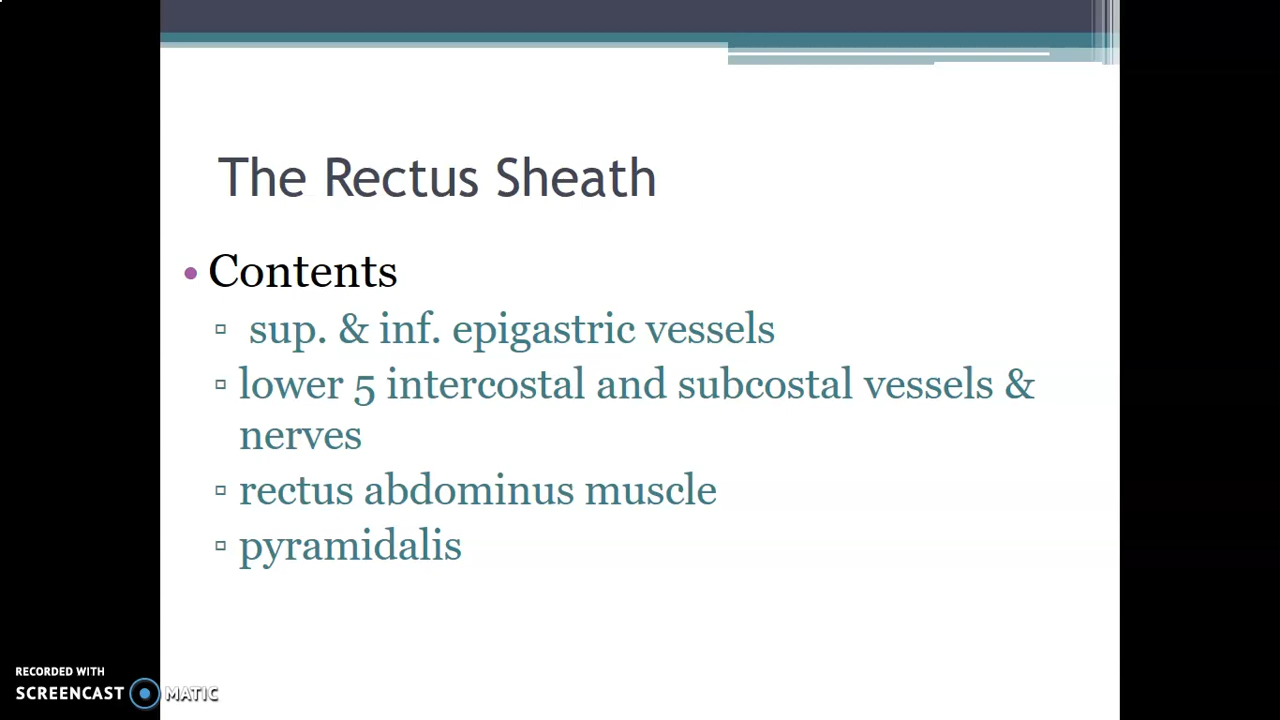 The Rectus Sheath
• Contents
▫ sup. & inf. epigastric vessels
▫ lower 5 intercostal and subcostal vessels &
nerves
▫ rectus abdominus muscle
▫ pyramidalis
RECORDED WITH
SCREENCAST MATIC